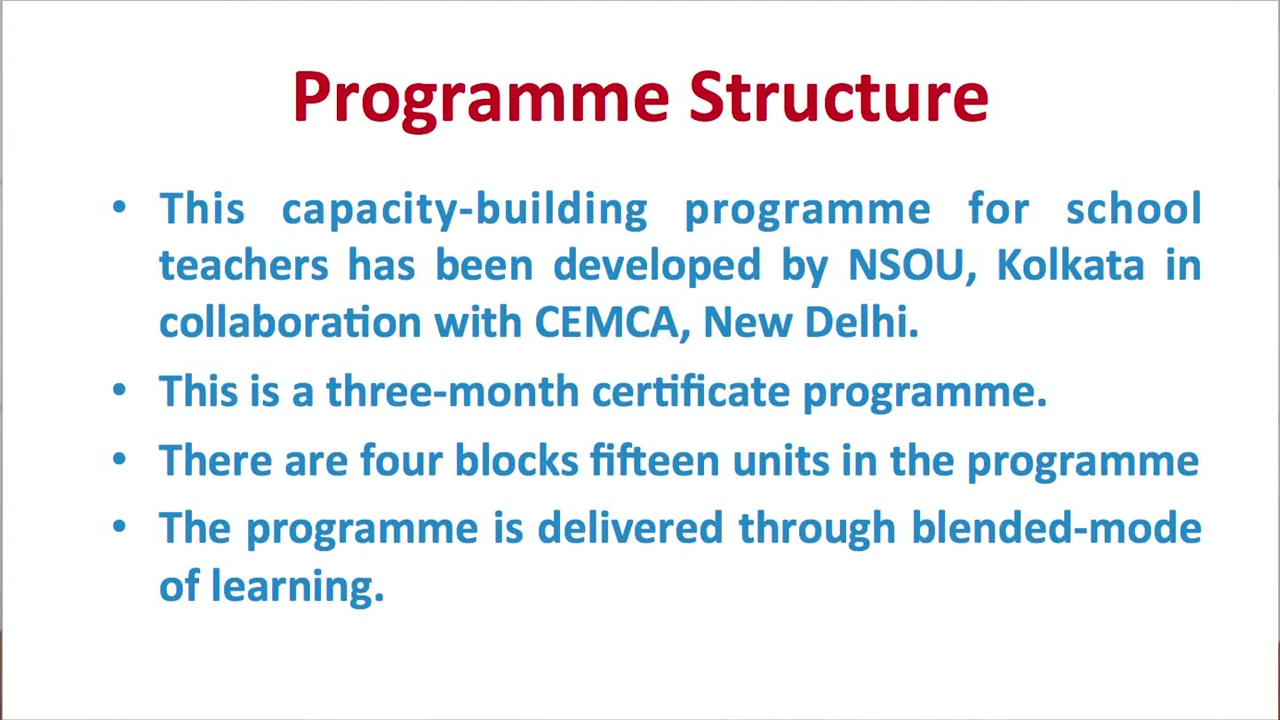 Programme Structure
• This capacity-building programme for school
teachers has been developed by NSOU, Kolkata in
collaboration with CEMCA, New Delhi.
• This is a three-month certificate programme.
• There are four blocks fifteen units in the programme
• The programme is delivered through blended-mode
of learning.